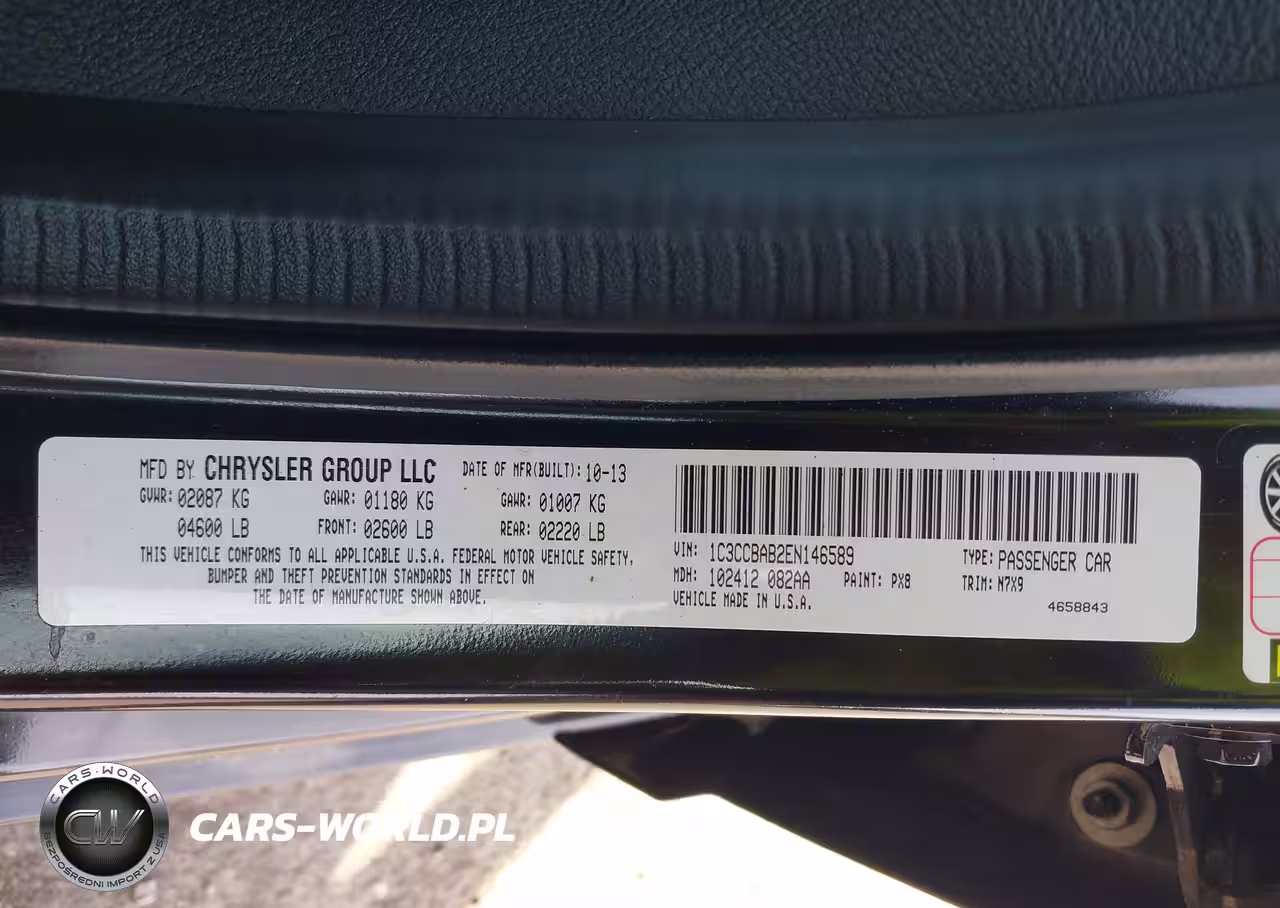 MFD BY CHRYSLER GROUP LLC DATE OF MFR(BUILT): 10-13
GVWR: 02087 KG GAWR: 01180 KG GAWR: 01007 KG
04600 LB FRONT: 02600 LB REAR: 02220 LB
THIS VEHICLE CONFORMS TO ALL APPLICABLE U.S.A. FEDERAL MOTOR VEHICLE SAFETY,
BUMPER AND THEFT PREVENTION STANDARDS IN EFFECT ON
THE DATE OF MANUFACTURE SHOWN ABOVE.
VIN: 1C3CCBAB2EN146589 TYPE: PASSENGER CAR
MDH: 102412 082AA PAINT: PX8 TRIM: N7X9
VEHICLE MADE IN U.S.A. 4658843
CARS-WORLD
CW
BEZPOŚREDNI IMPORT Z USA
CARS-WORLD.PL